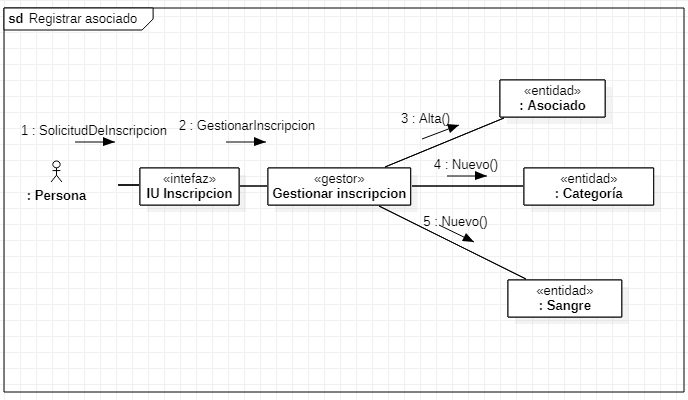 sd Registrar asociado
«entidad»
: Asociado
3 : Alta()
2 : GestionarInscripcion
1 : SolicitudDeInscripcion
4 : Nuevo()
: Persona
«intefaz»
IU Inscripcion
«gestor»
Gestionar inscripcion
«entidad»
: Categoría
5 : Nuevo()
«entidad»
: Sangre